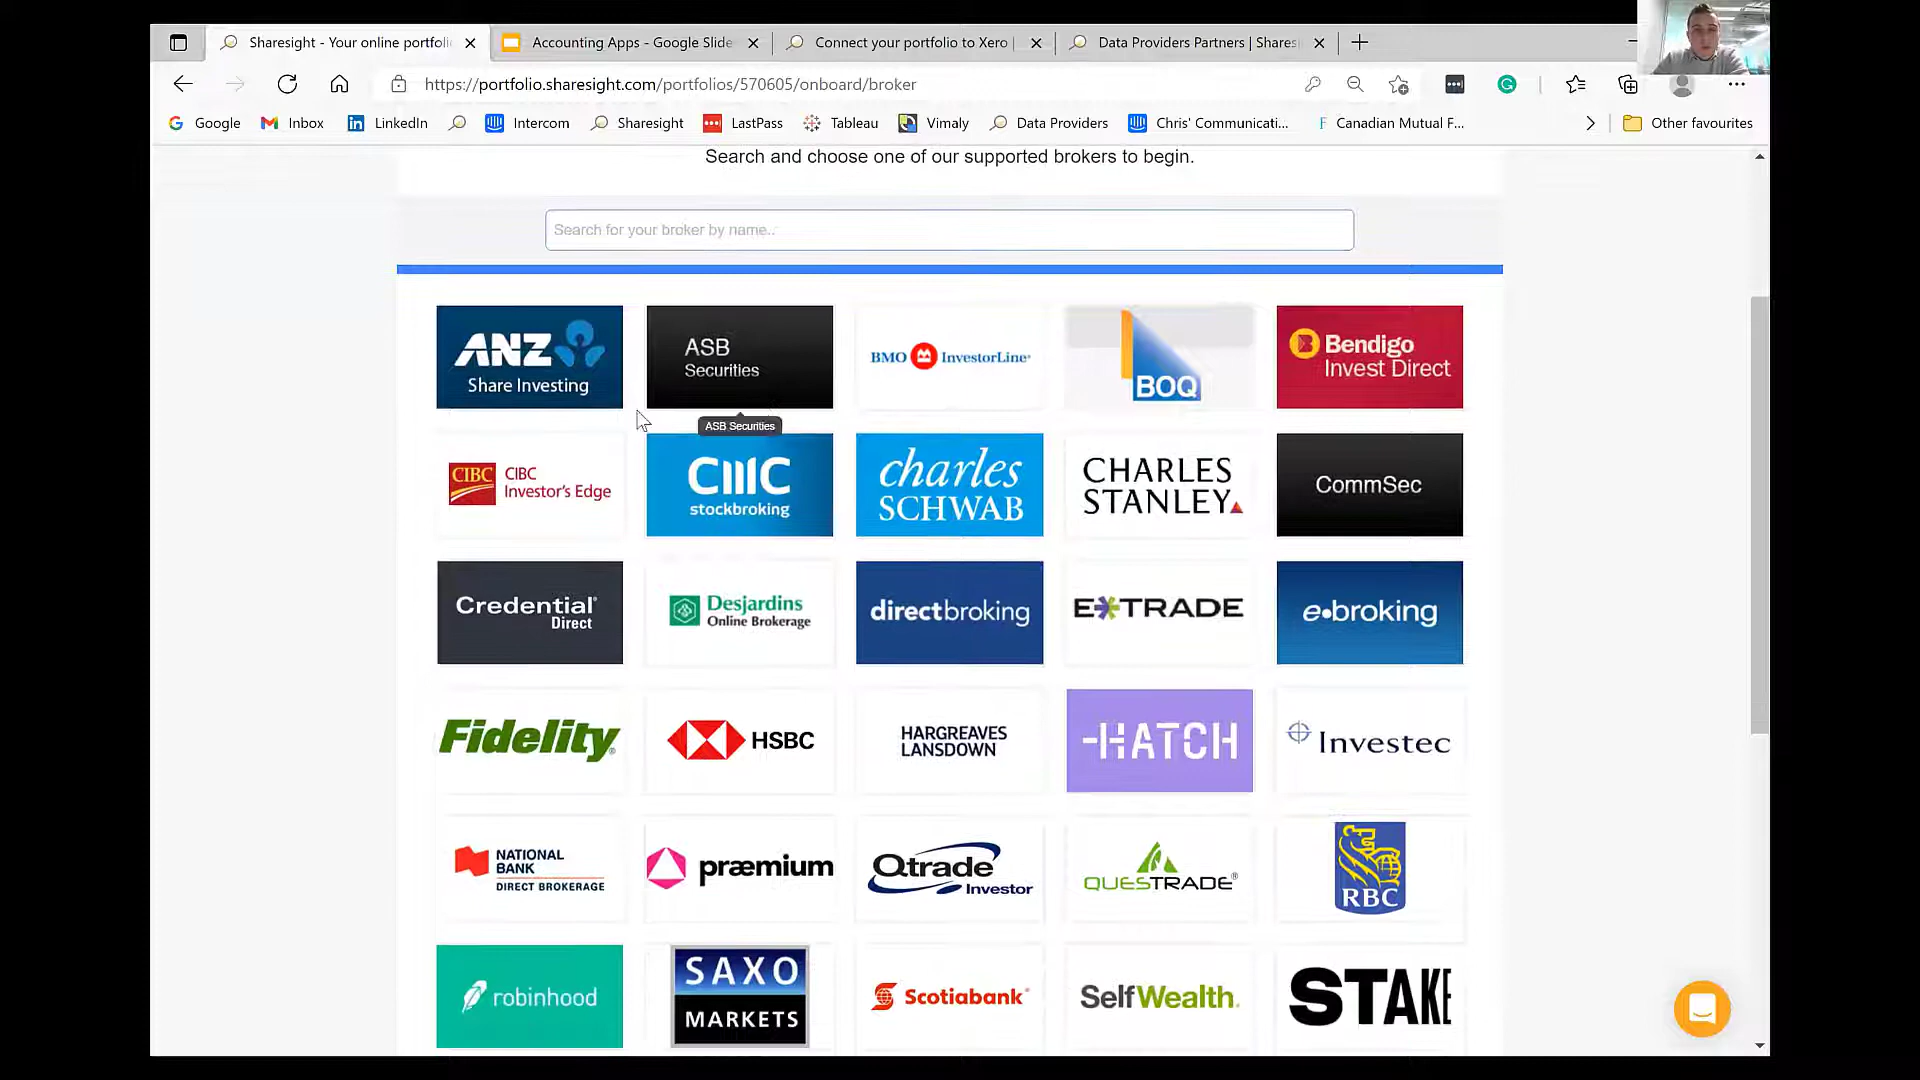 Sharesight - Your online portfoli
Accounting Apps - Google Slide
Connect your portfolio to Xero |
Data Providers Partners | Shares
https://portfolio.sharesight.com/portfolios/570605/onboard/broker
Google
Inbox
LinkedIn
Intercom
Sharesight
LastPass
Tableau
Vimaly
Data Providers
Chris' Communicati...
Canadian Mutual F...
Other favourites
Search and choose one of our supported brokers to begin.
Search for your broker by name..
ANZ
Share Investing
ASB
Securities
BMO InvestorLine
BOQ
Bendigo
Invest Direct
ASB Securities
CIBC
CIBC
Investor's Edge
CMC
stockbroking
charles
SCHWAB
CHARLES
STANLEY
CommSec
Credential®
Direct
Desjardins
Online Brokerage
directbroking
E*TRADE
e•broking
Fidelity
HSBC
HARGREAVES
LANSDOWN
HATCH
Investec
NATIONAL
BANK
DIRECT BROKERAGE
præmium
Qtrade
Investor
QUESTRADE®
RBC
robinhood
SAXO
MARKETS
Scotiabank®
SelfWealth.
STAKE